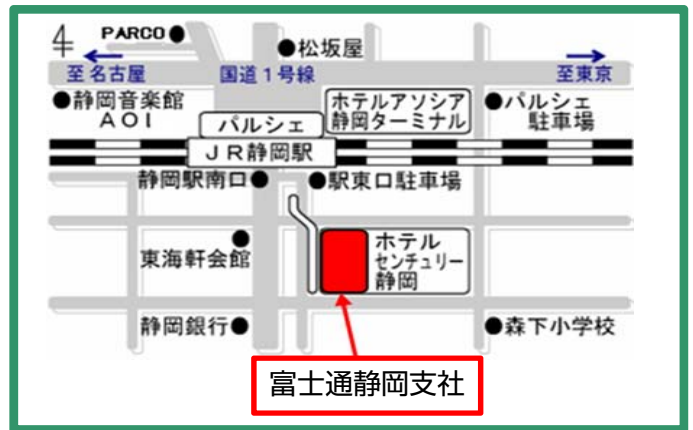 PARCO●
●松坂屋
至名古屋
国道1号線
至東京
●静岡音楽館
AOI
パルシェ
ホテルアソシア
静岡ターミナル
●パルシェ
駐車場
JR静岡駅
静岡駅南口●
●駅東口駐車場
東海軒会館
ホテル
センチュリー
静岡
静岡銀行●
●森下小学校
富士通静岡支社